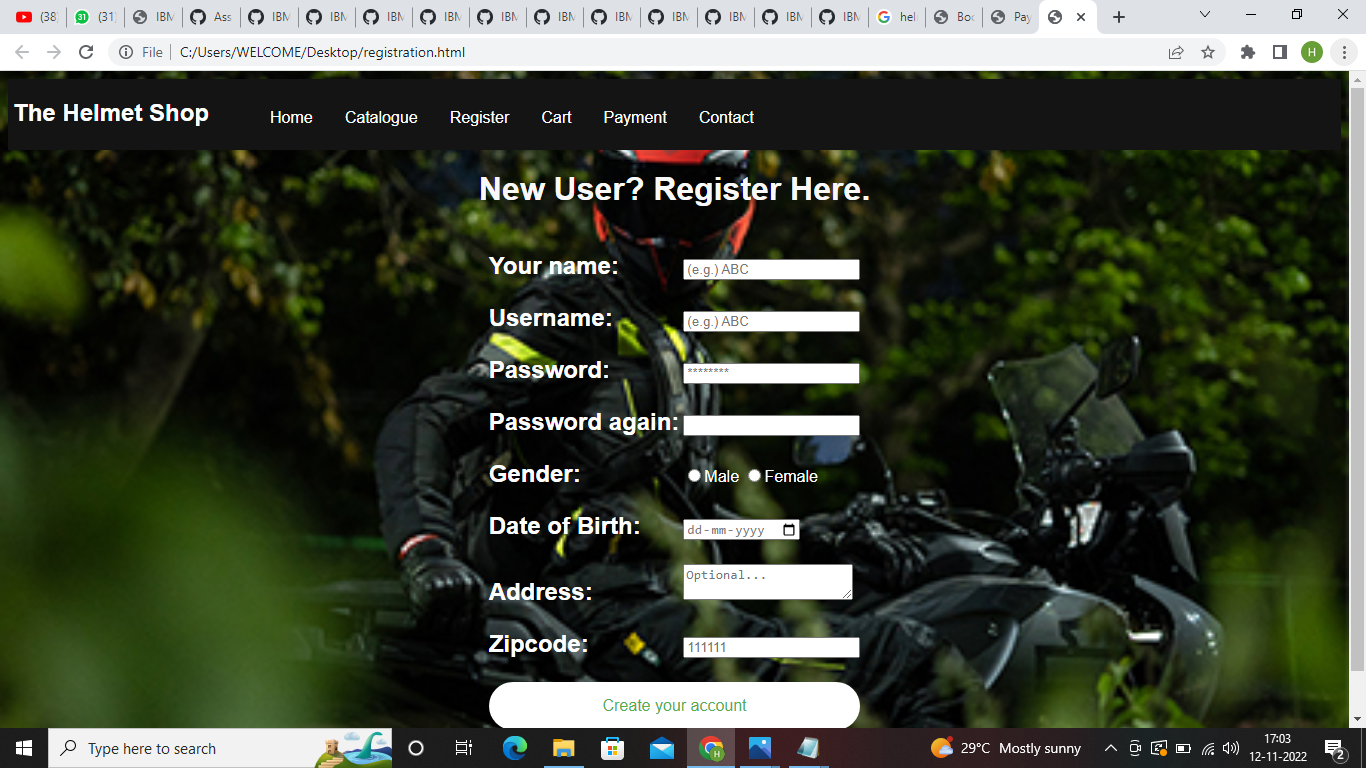 (38) (31) IBM Ass IBM IBM IBM IBM IBM IBM IBM IBM IBM IBM IBM hel Boo Pay
File C:/Users/WELCOME/Desktop/registration.html H
The Helmet Shop Home Catalogue Register Cart Payment Contact
New User? Register Here.
Your name: (e.g.) ABC
Username: (e.g.) ABC
Password: ********
Password again:
Gender: Male Female
Date of Birth: dd-mm-yyyy
Address: Optional...
Zipcode: 111111
Create your account
Type here to search 29°C Mostly sunny 17:03
12-11-2022 2